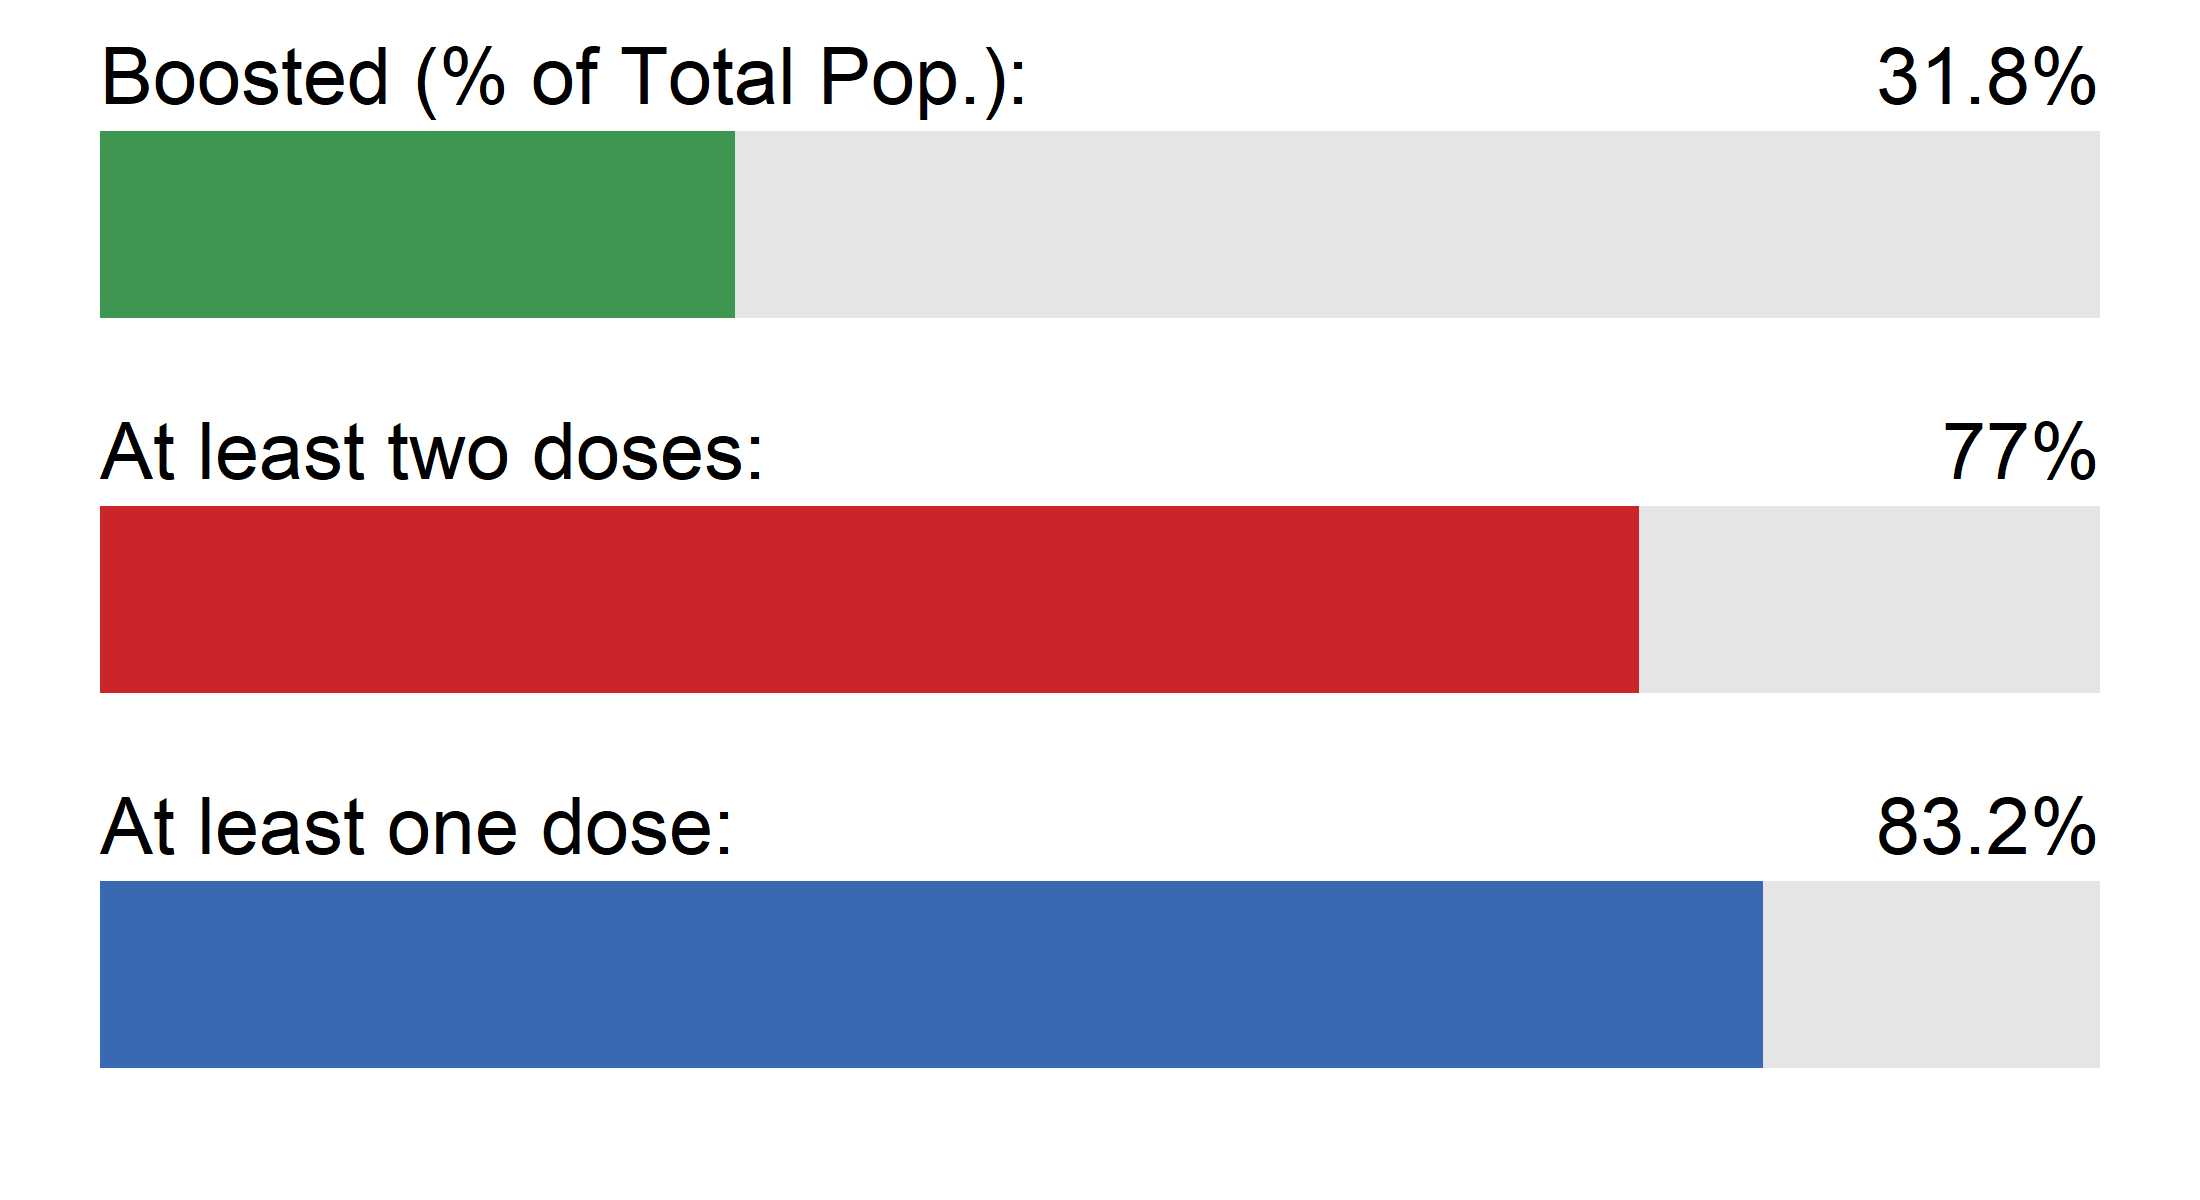 Boosted (% of Total Pop.): 31.8%
At least two doses: 77%
At least one dose: 83.2%